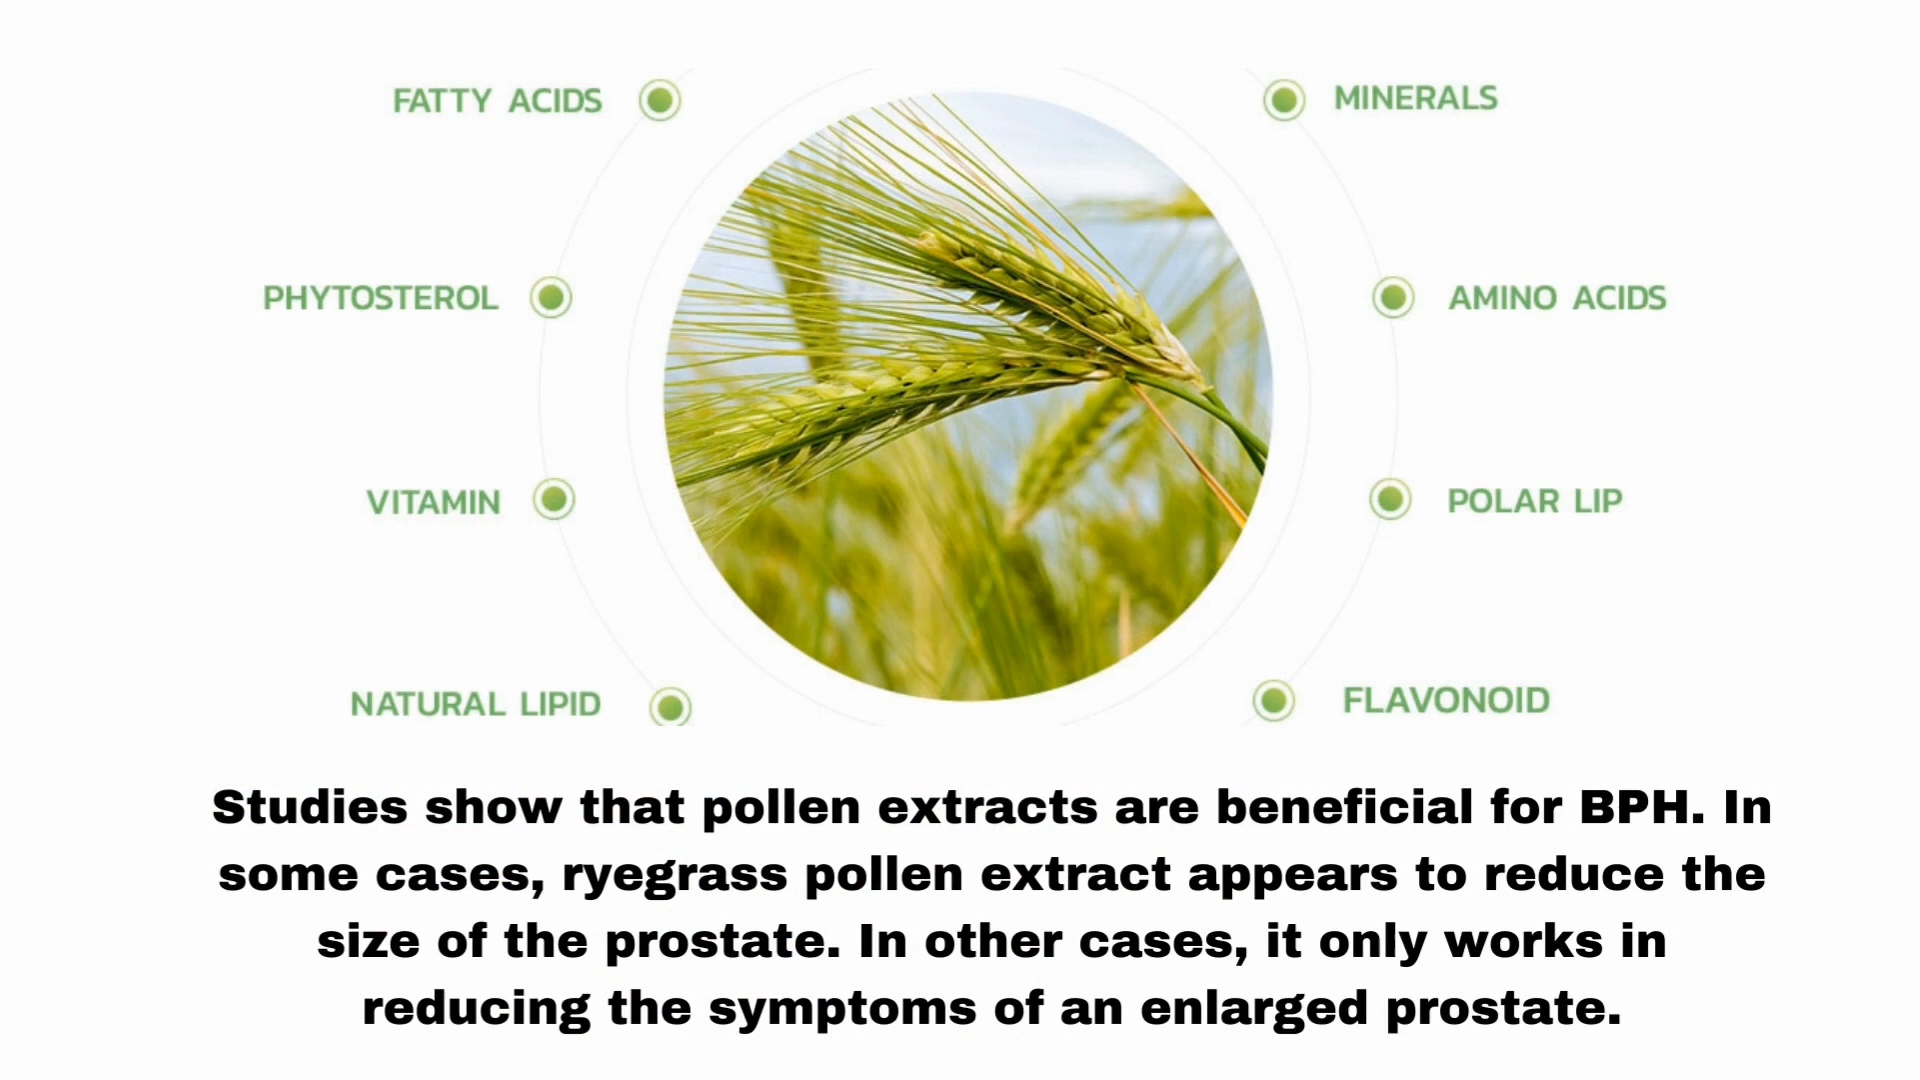 FATTY ACIDS
MINERALS
PHYTOSTEROL
AMINO ACIDS
VITAMIN
POLAR LIP
NATURAL LIPID
FLAVONOID
Studies show that pollen extracts are beneficial for BPH. In
some cases, ryegrass pollen extract appears to reduce the
size of the prostate. In other cases, it only works in
reducing the symptoms of an enlarged prostate.